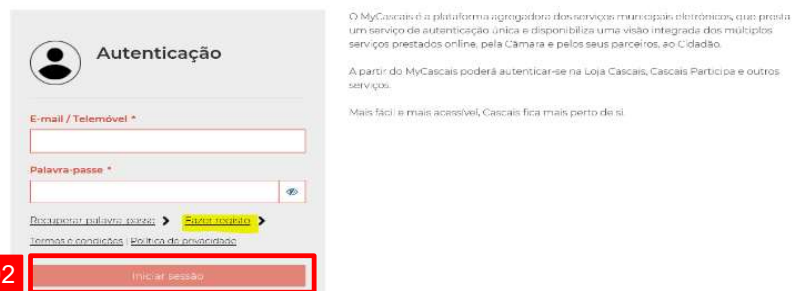 Autenticação
E-mail / Telemóvel *
Palavra-passe *
Recuperar palavra-passe > Fazer registo >
Termos e condições | Política de privacidade
2
Iniciar sessão
O MyCascais é a plataforma agregadora dos serviços municipais eletrónicos, que presta
um serviço de autenticação única e disponibiliza uma visão integrada dos múltiplos
serviços prestados online, pela Câmara e pelos seus parceiros, ao Cidadão.
A partir do MyCascais poderá autenticar-se na Loja Cascais, Cascais Participa e outros
serviços.
Mais fácil e mais acessível, Cascais fica mais perto de si.